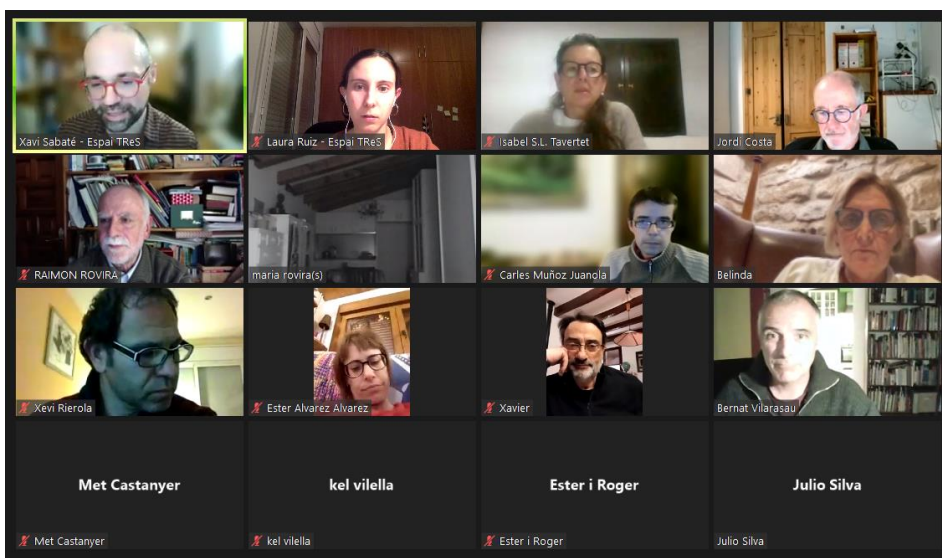 Xavi Sabaté - Espai TReS
Laura Ruiz - Espai TReS
Isabel S.L. Tavertet
Jordi Costa
RAIMON ROVIRA
maria rovira(s)
Carles Muñoz Juanola
Belinda
Xevi Rierola
Ester Alvarez Alvarez
Xavier
Bernat Vilarasau
Met Castanyer
kel vilella
Ester i Roger
Julio Silva
Met Castanyer
kel vilella
Ester i Roger
Julio Silva